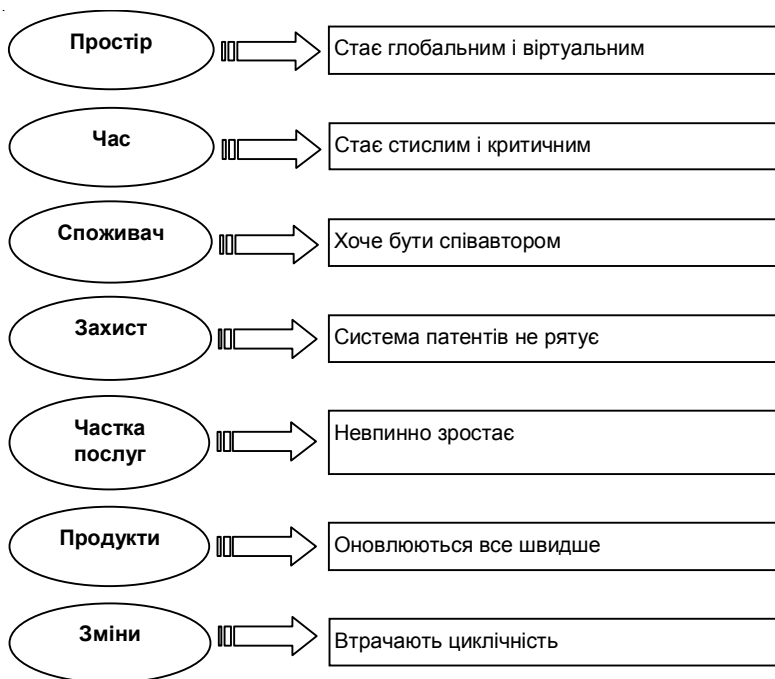 Простір
Стає глобальним і віртуальним
Час
Стає стислим і критичним
Споживач
Хоче бути співавтором
Захист
Система патентів не рятує
Частка
послуг
Невпинно зростає
Продукти
Оновлюються все швидше
Зміни
Втрачають циклічність